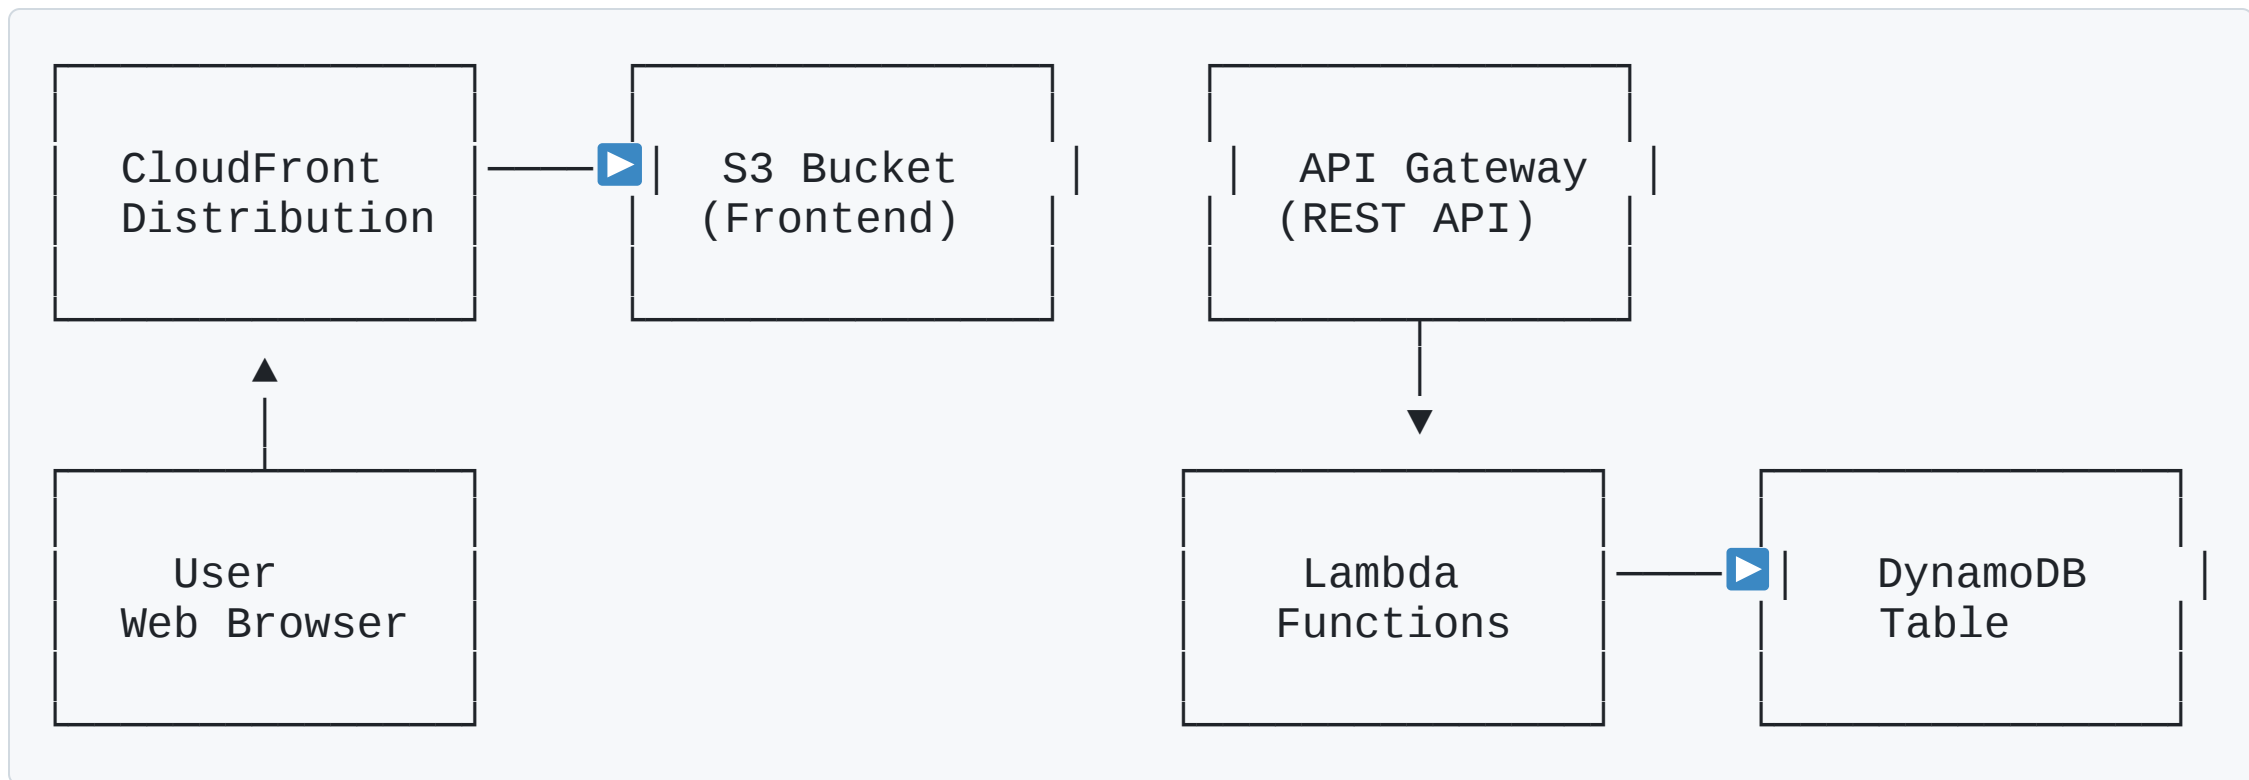 CloudFront
Distribution
S3 Bucket
(Frontend)
API Gateway
(REST API)
User
Web Browser
Lambda
Functions
DynamoDB
Table